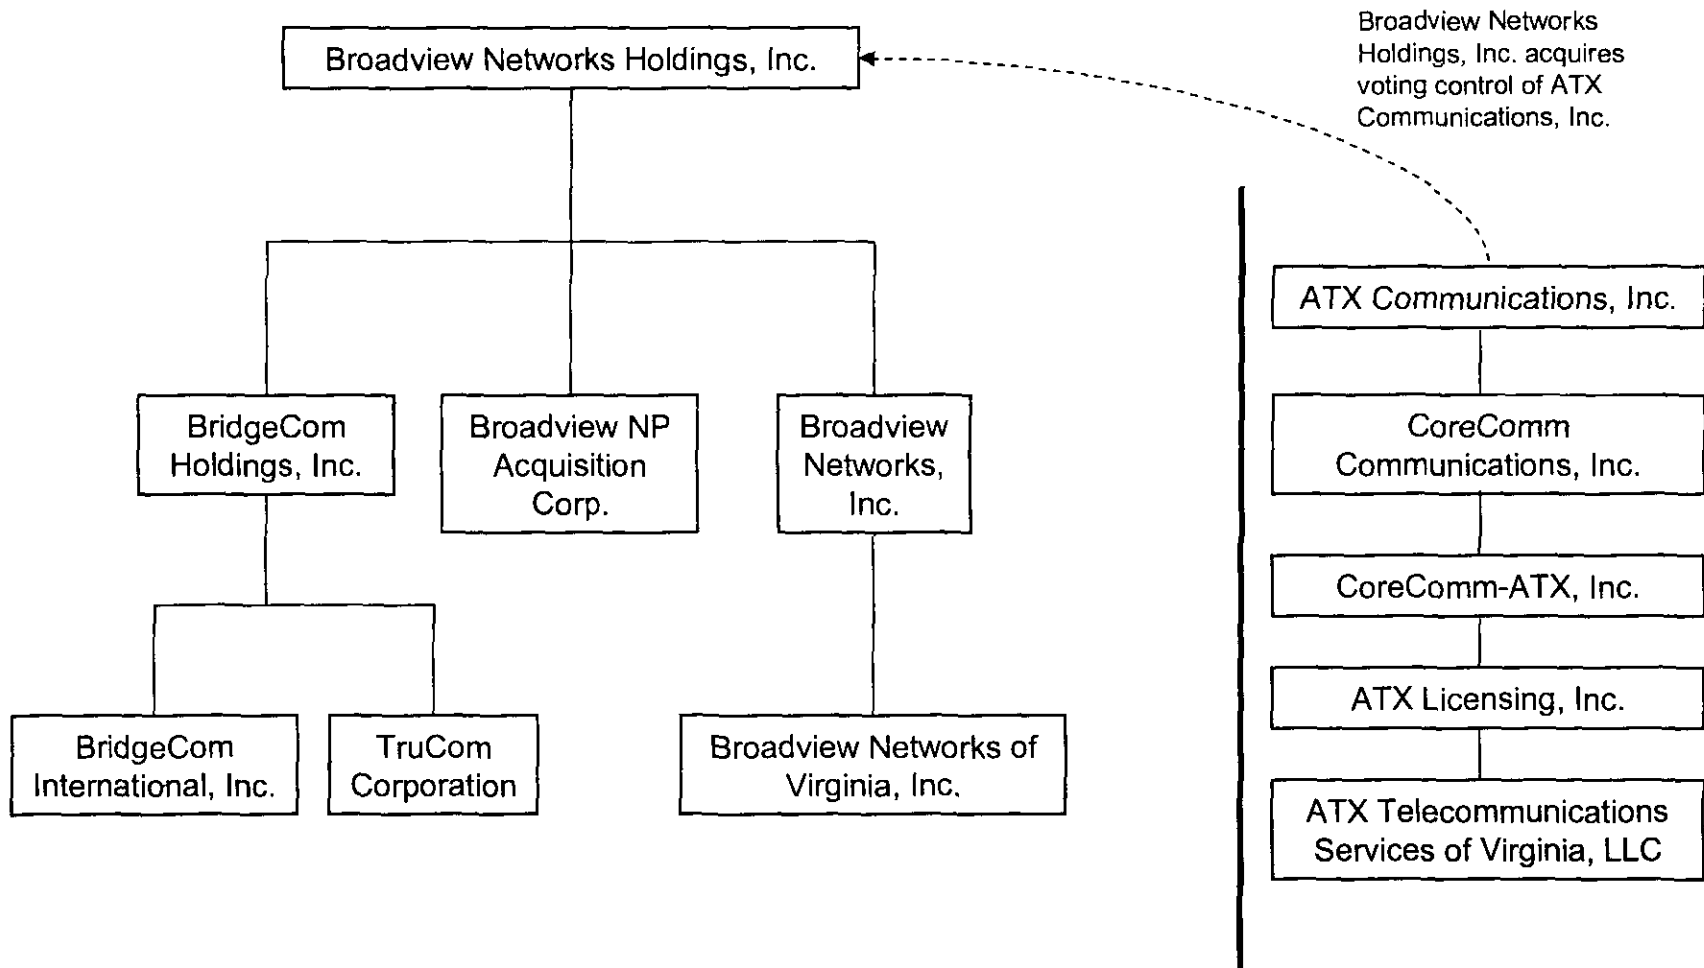 Broadview Networks Holdings, Inc.
Broadview Networks
Holdings, Inc. acquires
voting control of ATX
Communications, Inc.
BridgeCom
Holdings, Inc.
Broadview NP
Acquisition
Corp.
Broadview
Networks,
Inc.
BridgeCom
International, Inc.
TruCom
Corporation
Broadview Networks of
Virginia, Inc.
ATX Communications, Inc.
CoreComm
Communications, Inc.
CoreComm-ATX, Inc.
ATX Licensing, Inc.
ATX Telecommunications
Services of Virginia, LLC